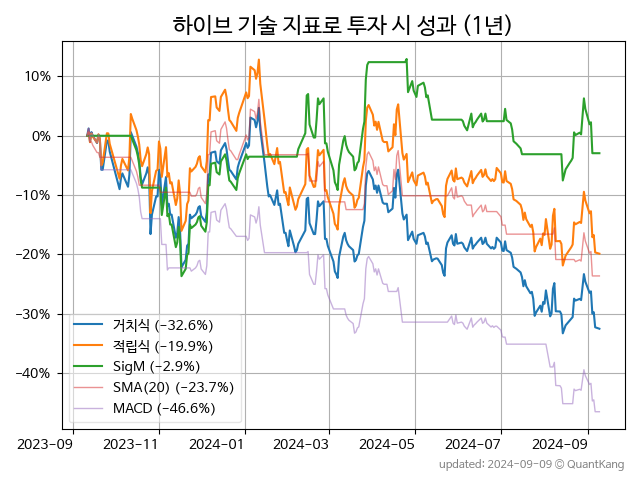 하이브 기술 지표로 투자 시 성과 (1년)
10%
0%
−10%
−20%
−30%
−40%
거치식 (−32.6%)
적립식 (−19.9%)
SigM (−2.9%)
SMA(20) (−23.7%)
MACD (−46.6%)
2023-09 2023-11 2024-01 2024-03 2024-05 2024-07 2024-09
updated: 2024-09-09 © QuantKang